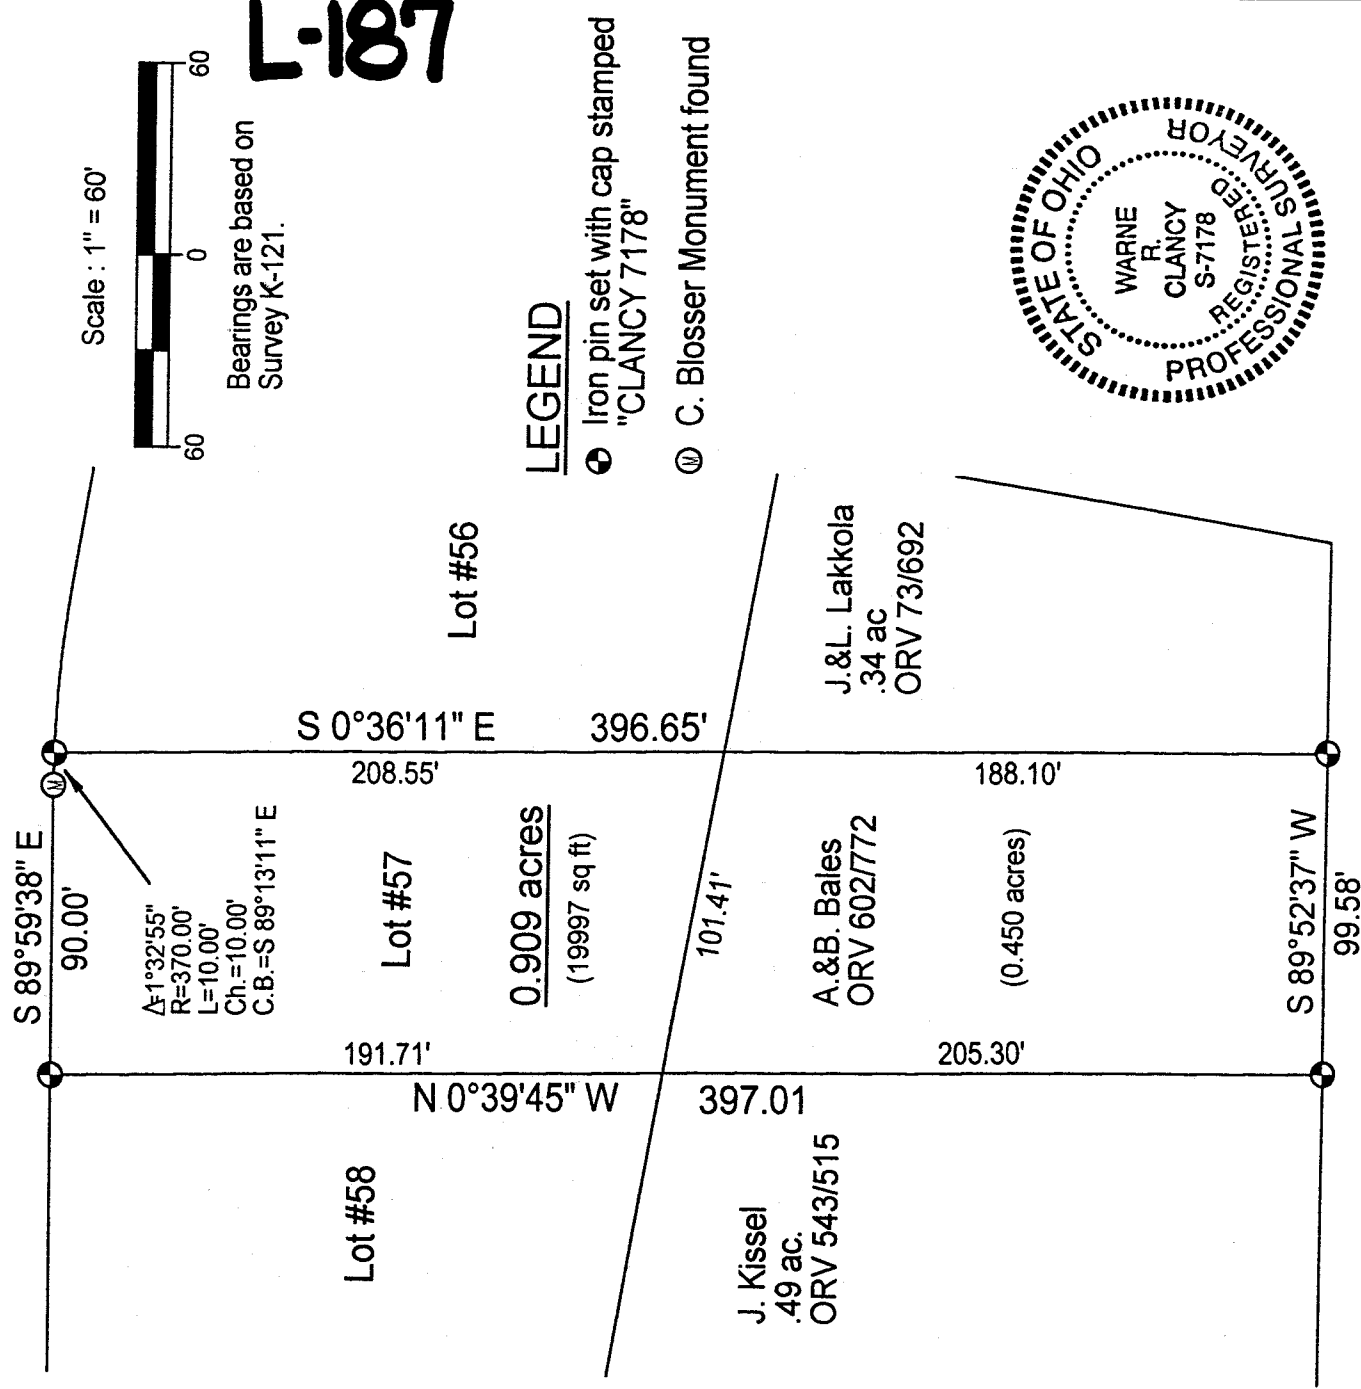 L-187
Scale : 1" = 60'
60 0 60
Bearings are based on
Survey K-121.
LEGEND
Iron pin set with cap stamped
"CLANCY 7178"
M C. Blosser Monument found
STATE OF OHIO
WARNE
R.
CLANCY
S-7178
REGISTERED
PROFESSIONAL SURVEYOR
S 89°59'38" E
90.00'
M
Δ=1°32'55"
R=370.00'
L=10.00'
Ch.=10.00'
C.B.=S 89°13'11" E
S 0°36'11" E 396.65'
208.55'
188.10'
Lot #56
Lot #57
0.909 acres
(19997 sq ft)
101.41'
A.&B. Bales
ORV 602/772
(0.450 acres)
J.&L. Lakkola
.34 ac
ORV 73/692
S 89°52'37" W
99.58'
191.71'
205.30'
N 0°39'45" W 397.01
Lot #58
J. Kissel
.49 ac.
ORV 543/515